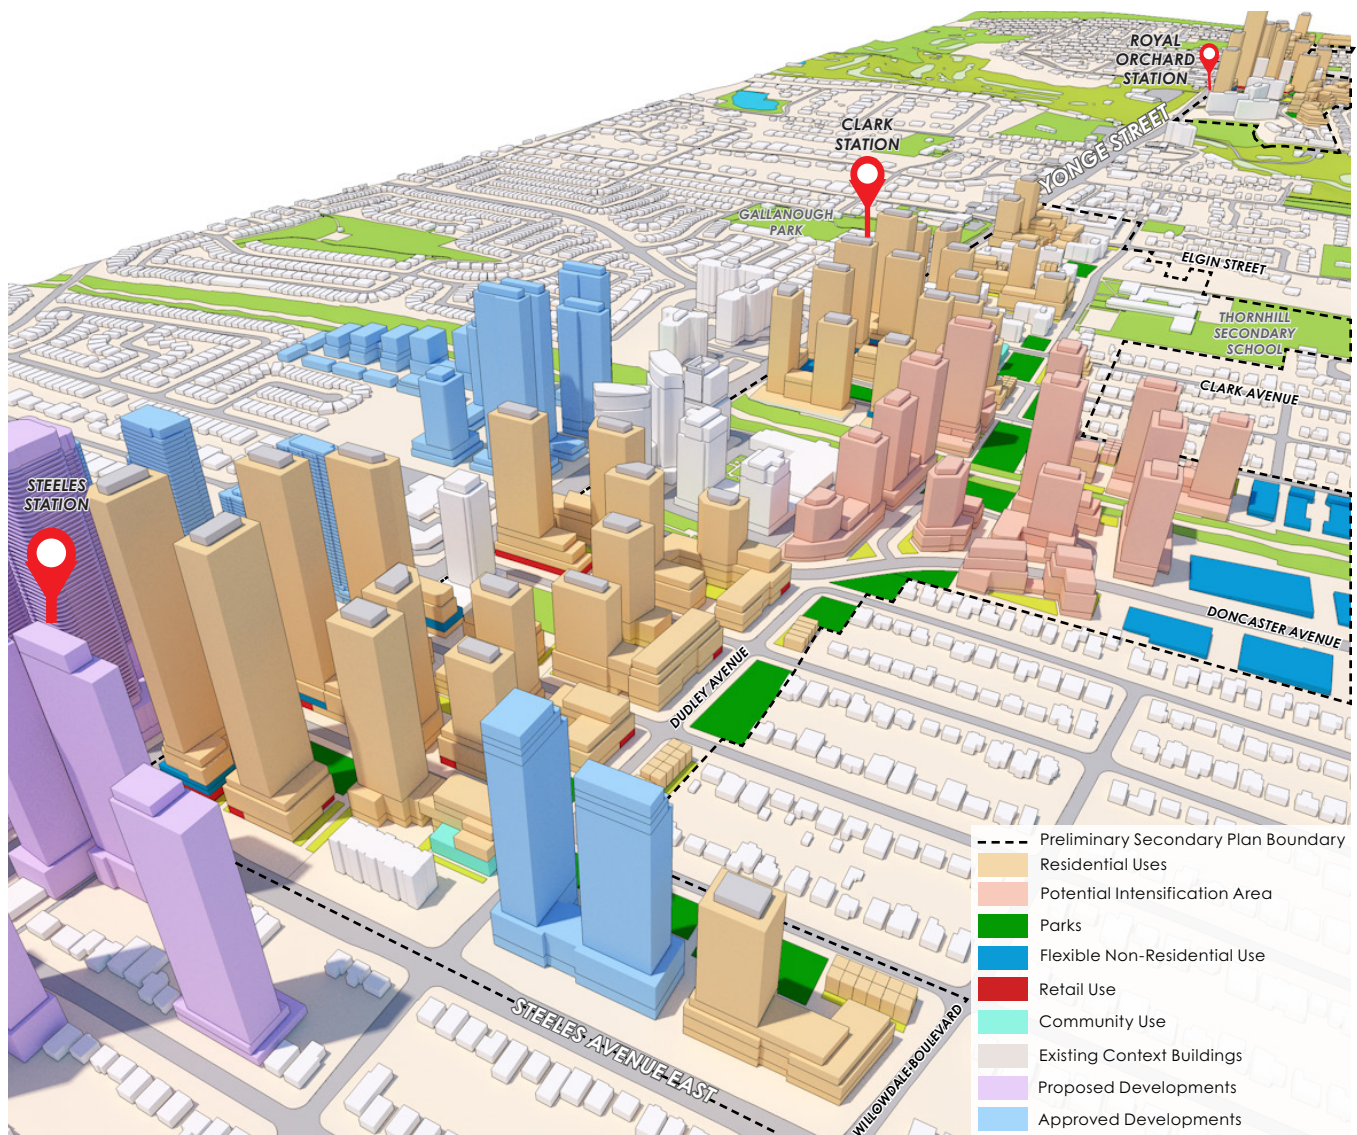 ROYAL
ORCHARD
STATION
YONGE STREET
CLARK
STATION
GALLANOUGH
PARK
ELGIN STREET
THORNHILL
SECONDARY
SCHOOL
CLARK AVENUE
STEELES
STATION
DONCASTER AVENUE
DUDLEY AVENUE
STEELES AVENUE EAST
WILLOWDALE BOULEVARD
Preliminary Secondary Plan Boundary
Residential Uses
Potential Intensification Area
Parks
Flexible Non-Residential Use
Retail Use
Community Use
Existing Context Buildings
Proposed Developments
Approved Developments